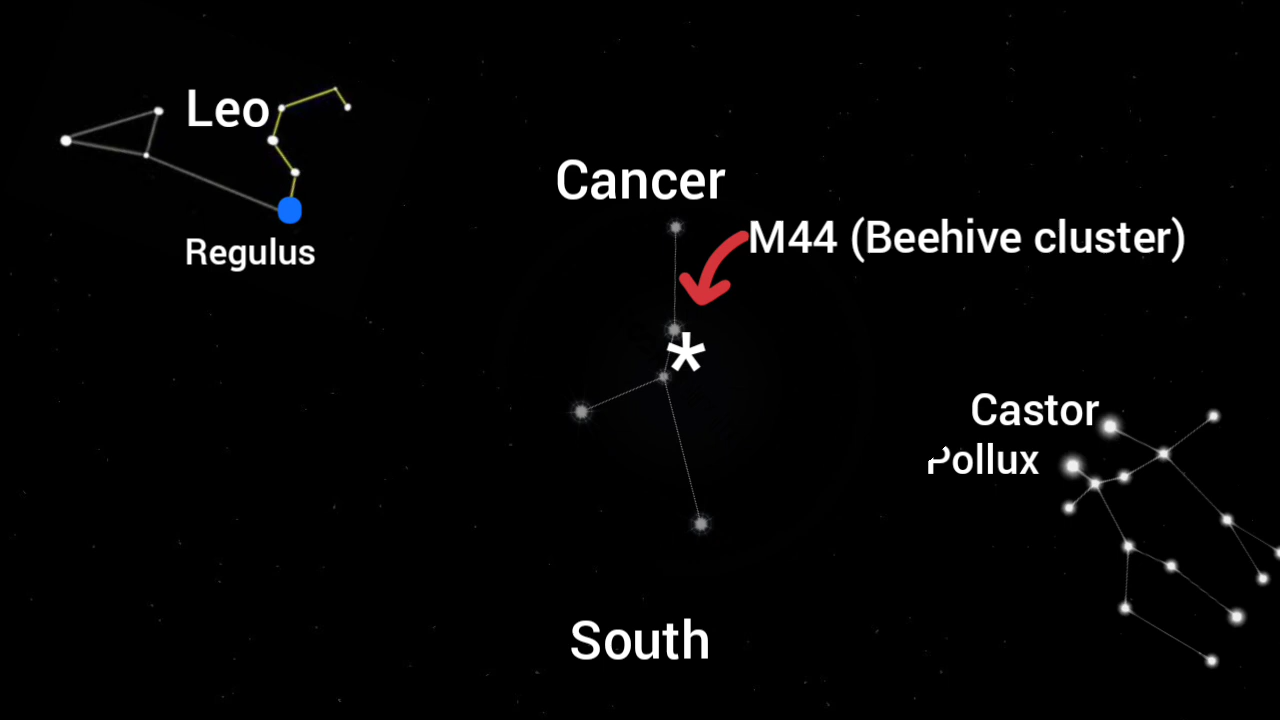 Leo
Regulus
Cancer
M44 (Beehive cluster)
*
Castor
Pollux
South